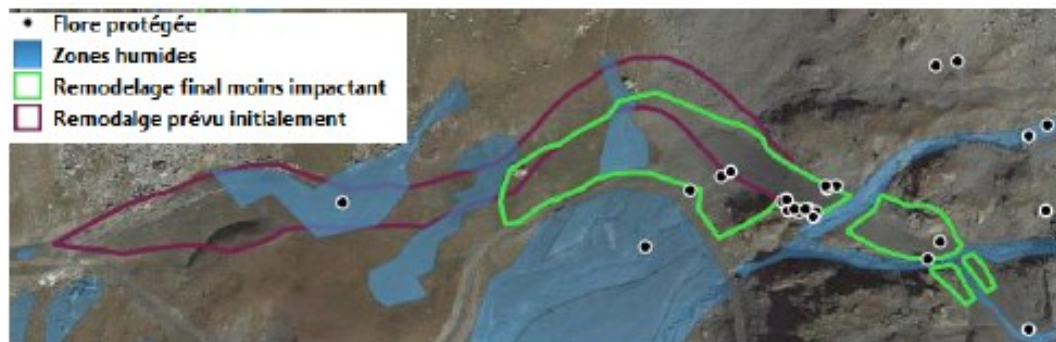 Flore protégée
Zones humides
Remodelage final moins impactant
Remodalge prévu initialement